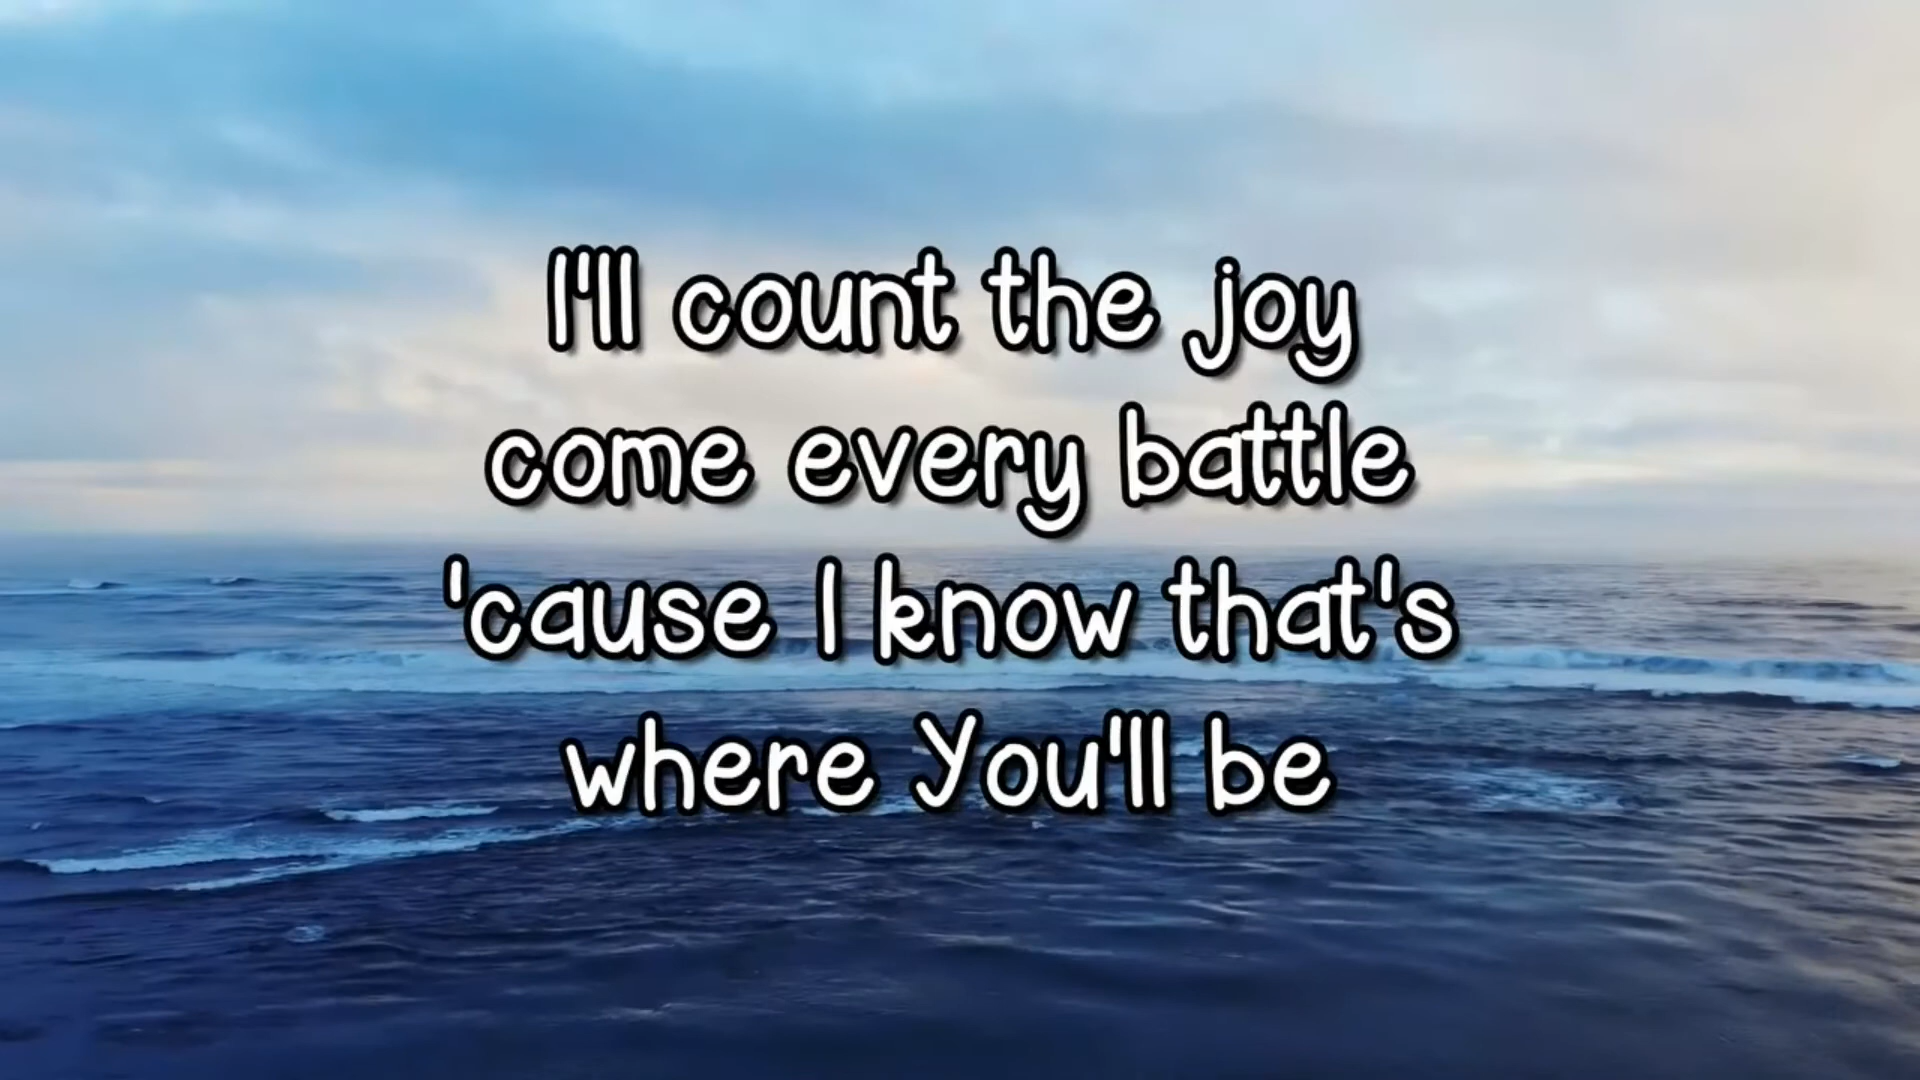 I'll count the joy
come every battle
'cause I know that's
where You'll be